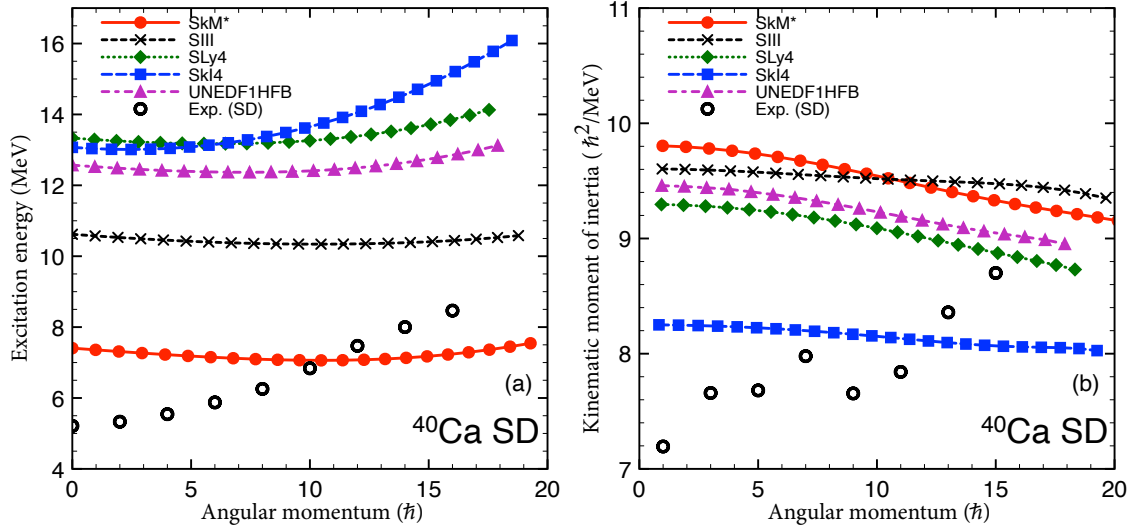 SkM*
SIII
SLy4
SkI4
UNEDF1HFB
Exp. (SD)
18
16
14
12
10
8
6
4
0
5
10
15
20
Excitation energy (MeV)
Angular momentum (ℏ)
(a)
⁴⁰Ca SD
SkM*
SIII
SLy4
SkI4
UNEDF1HFB
Exp. (SD)
11
10
9
8
7
0
5
10
15
20
Kinematic moment of inertia (ℏ²/MeV)
Angular momentum (ℏ)
(b)
⁴⁰Ca SD